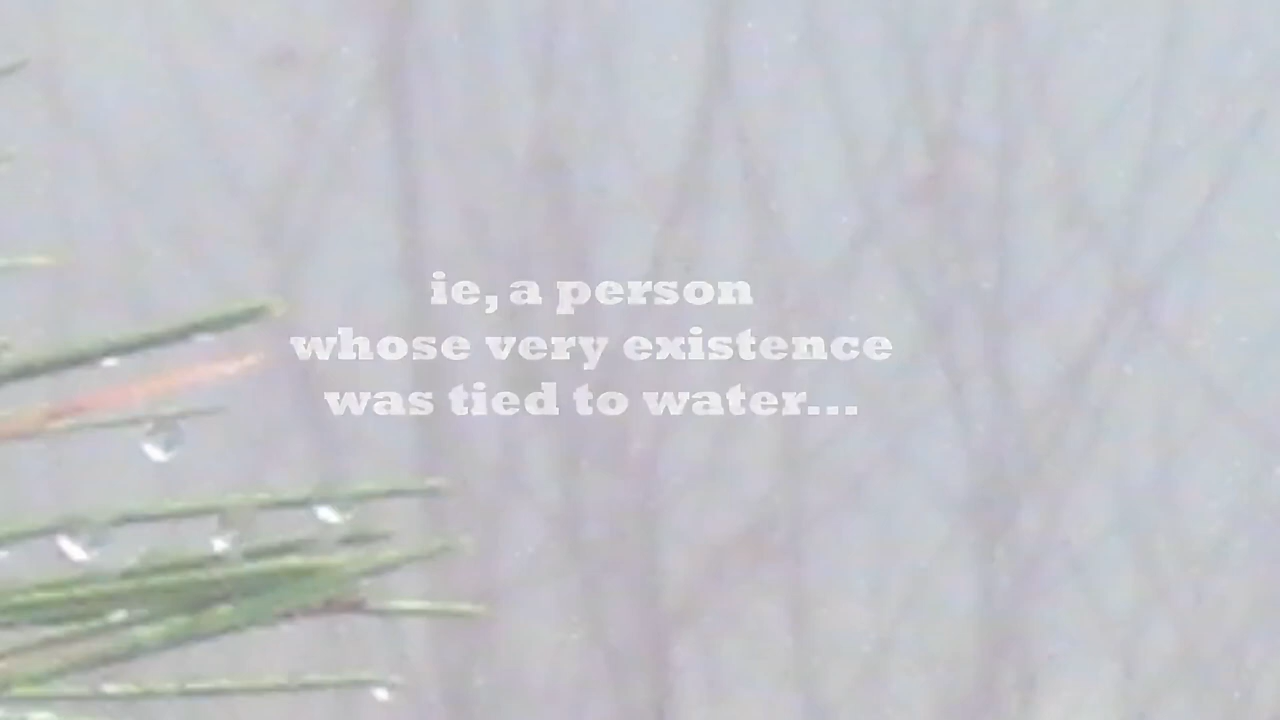 ie, a person
whose very existence
was tied to water...